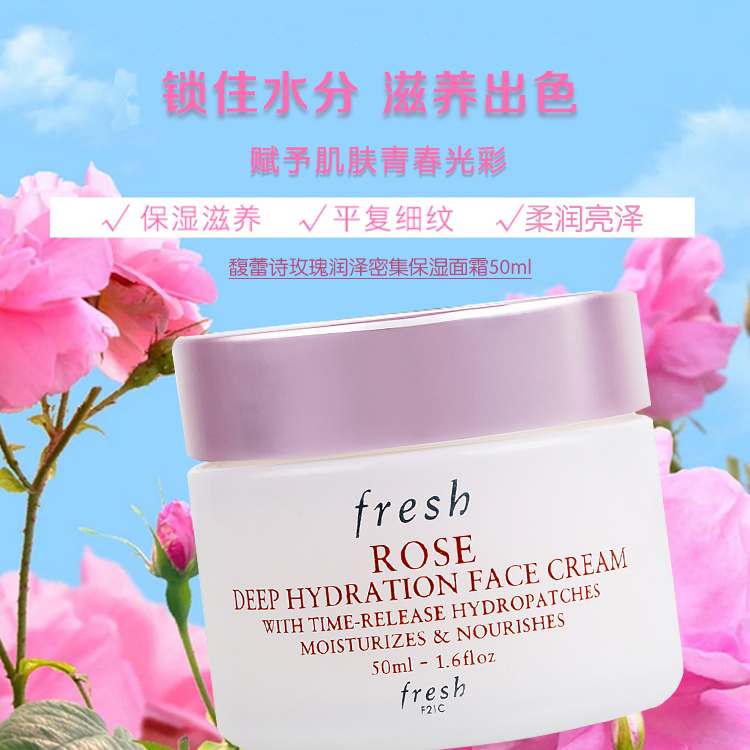 锁住水分 滋养出色
赋予肌肤青春光彩
√ 保湿滋养 √ 平复细纹 √ 柔润亮泽
馥蕾诗玫瑰润泽密集保湿面霜50ml
fresh
ROSE
DEEP HYDRATION FACE CREAM
WITH TIME-RELEASE HYDROPATCHES
MOISTURIZES & NOURISHES
50ml - 1.6floz
fresh
F21C